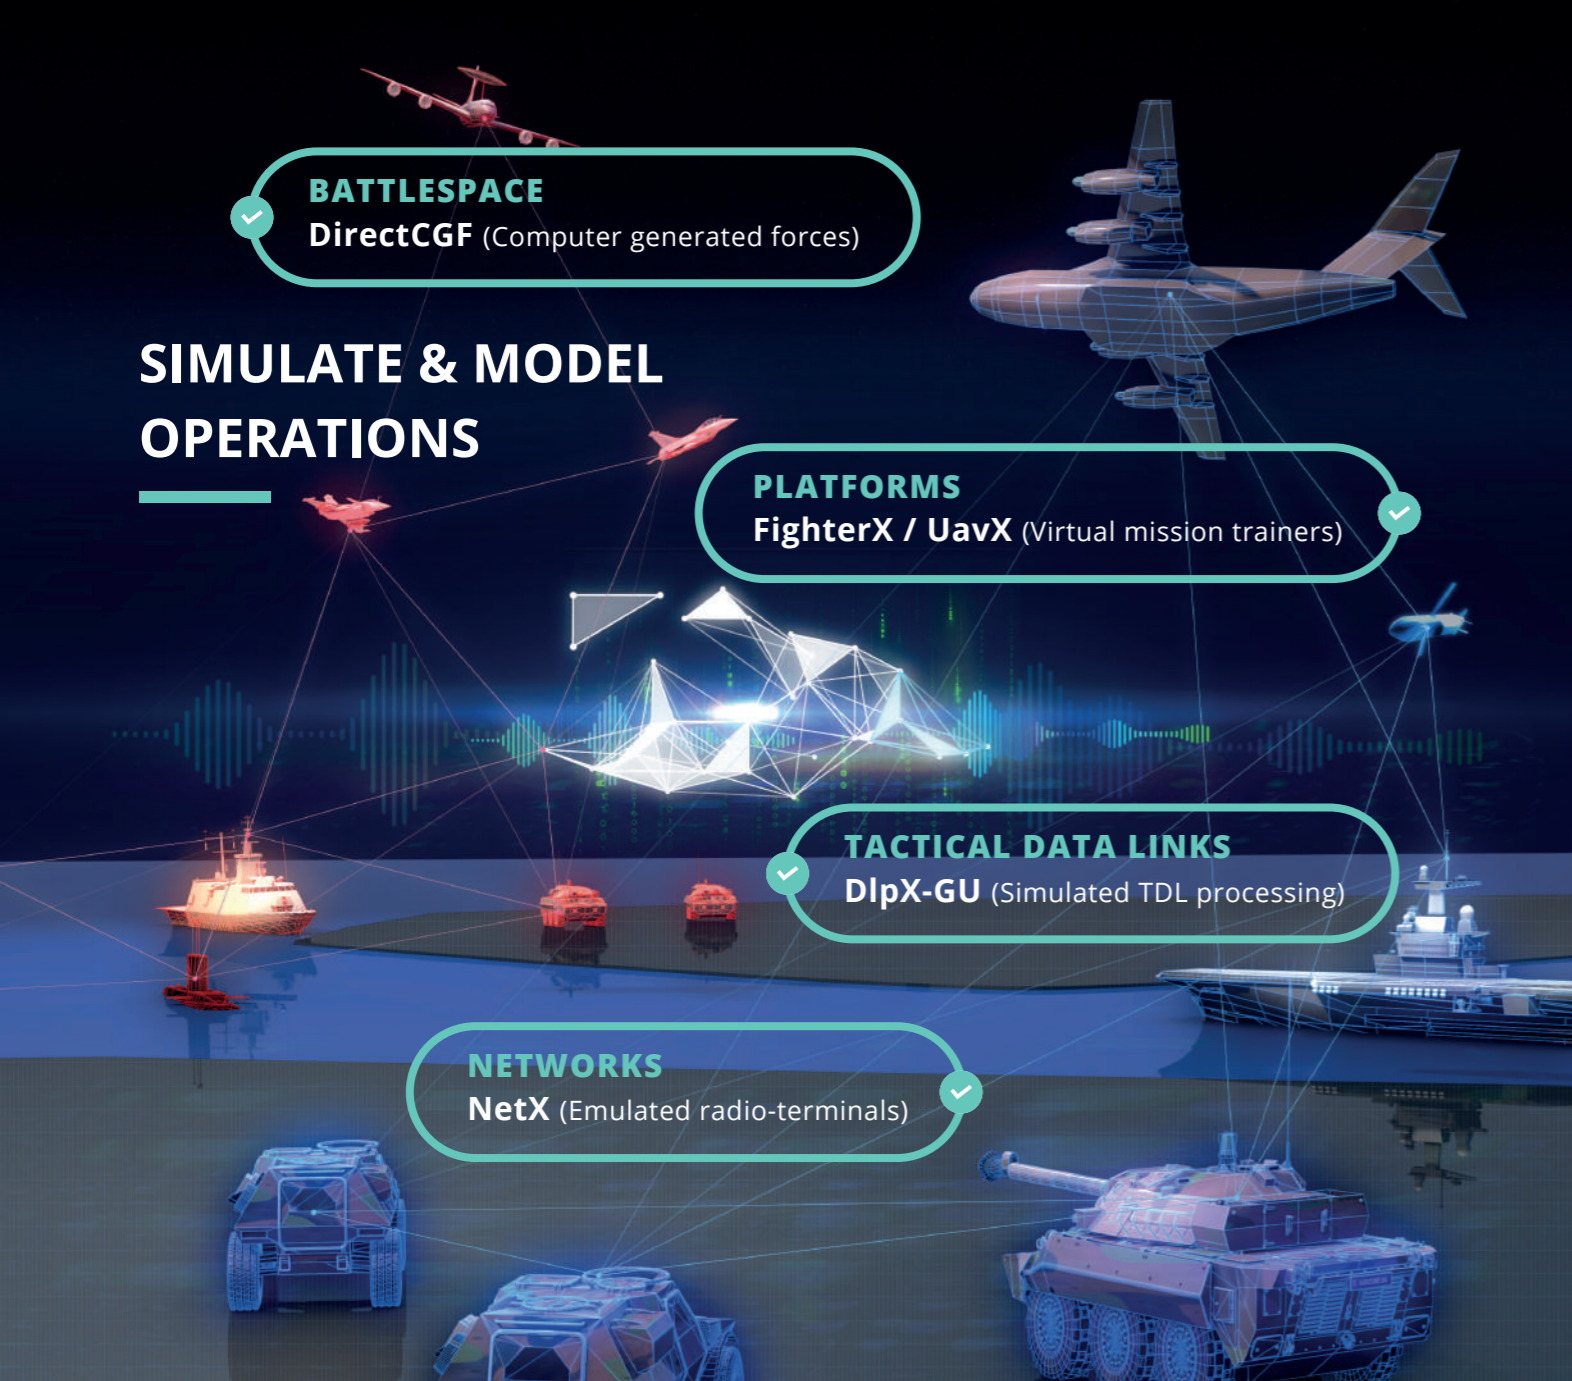 BATTLESPACE
DirectCGF (Computer generated forces)
SIMULATE & MODEL
OPERATIONS
PLATFORMS
FighterX / UavX (Virtual mission trainers)
TACTICAL DATA LINKS
DlpX-GU (Simulated TDL processing)
NETWORKS
NetX (Emulated radio-terminals)